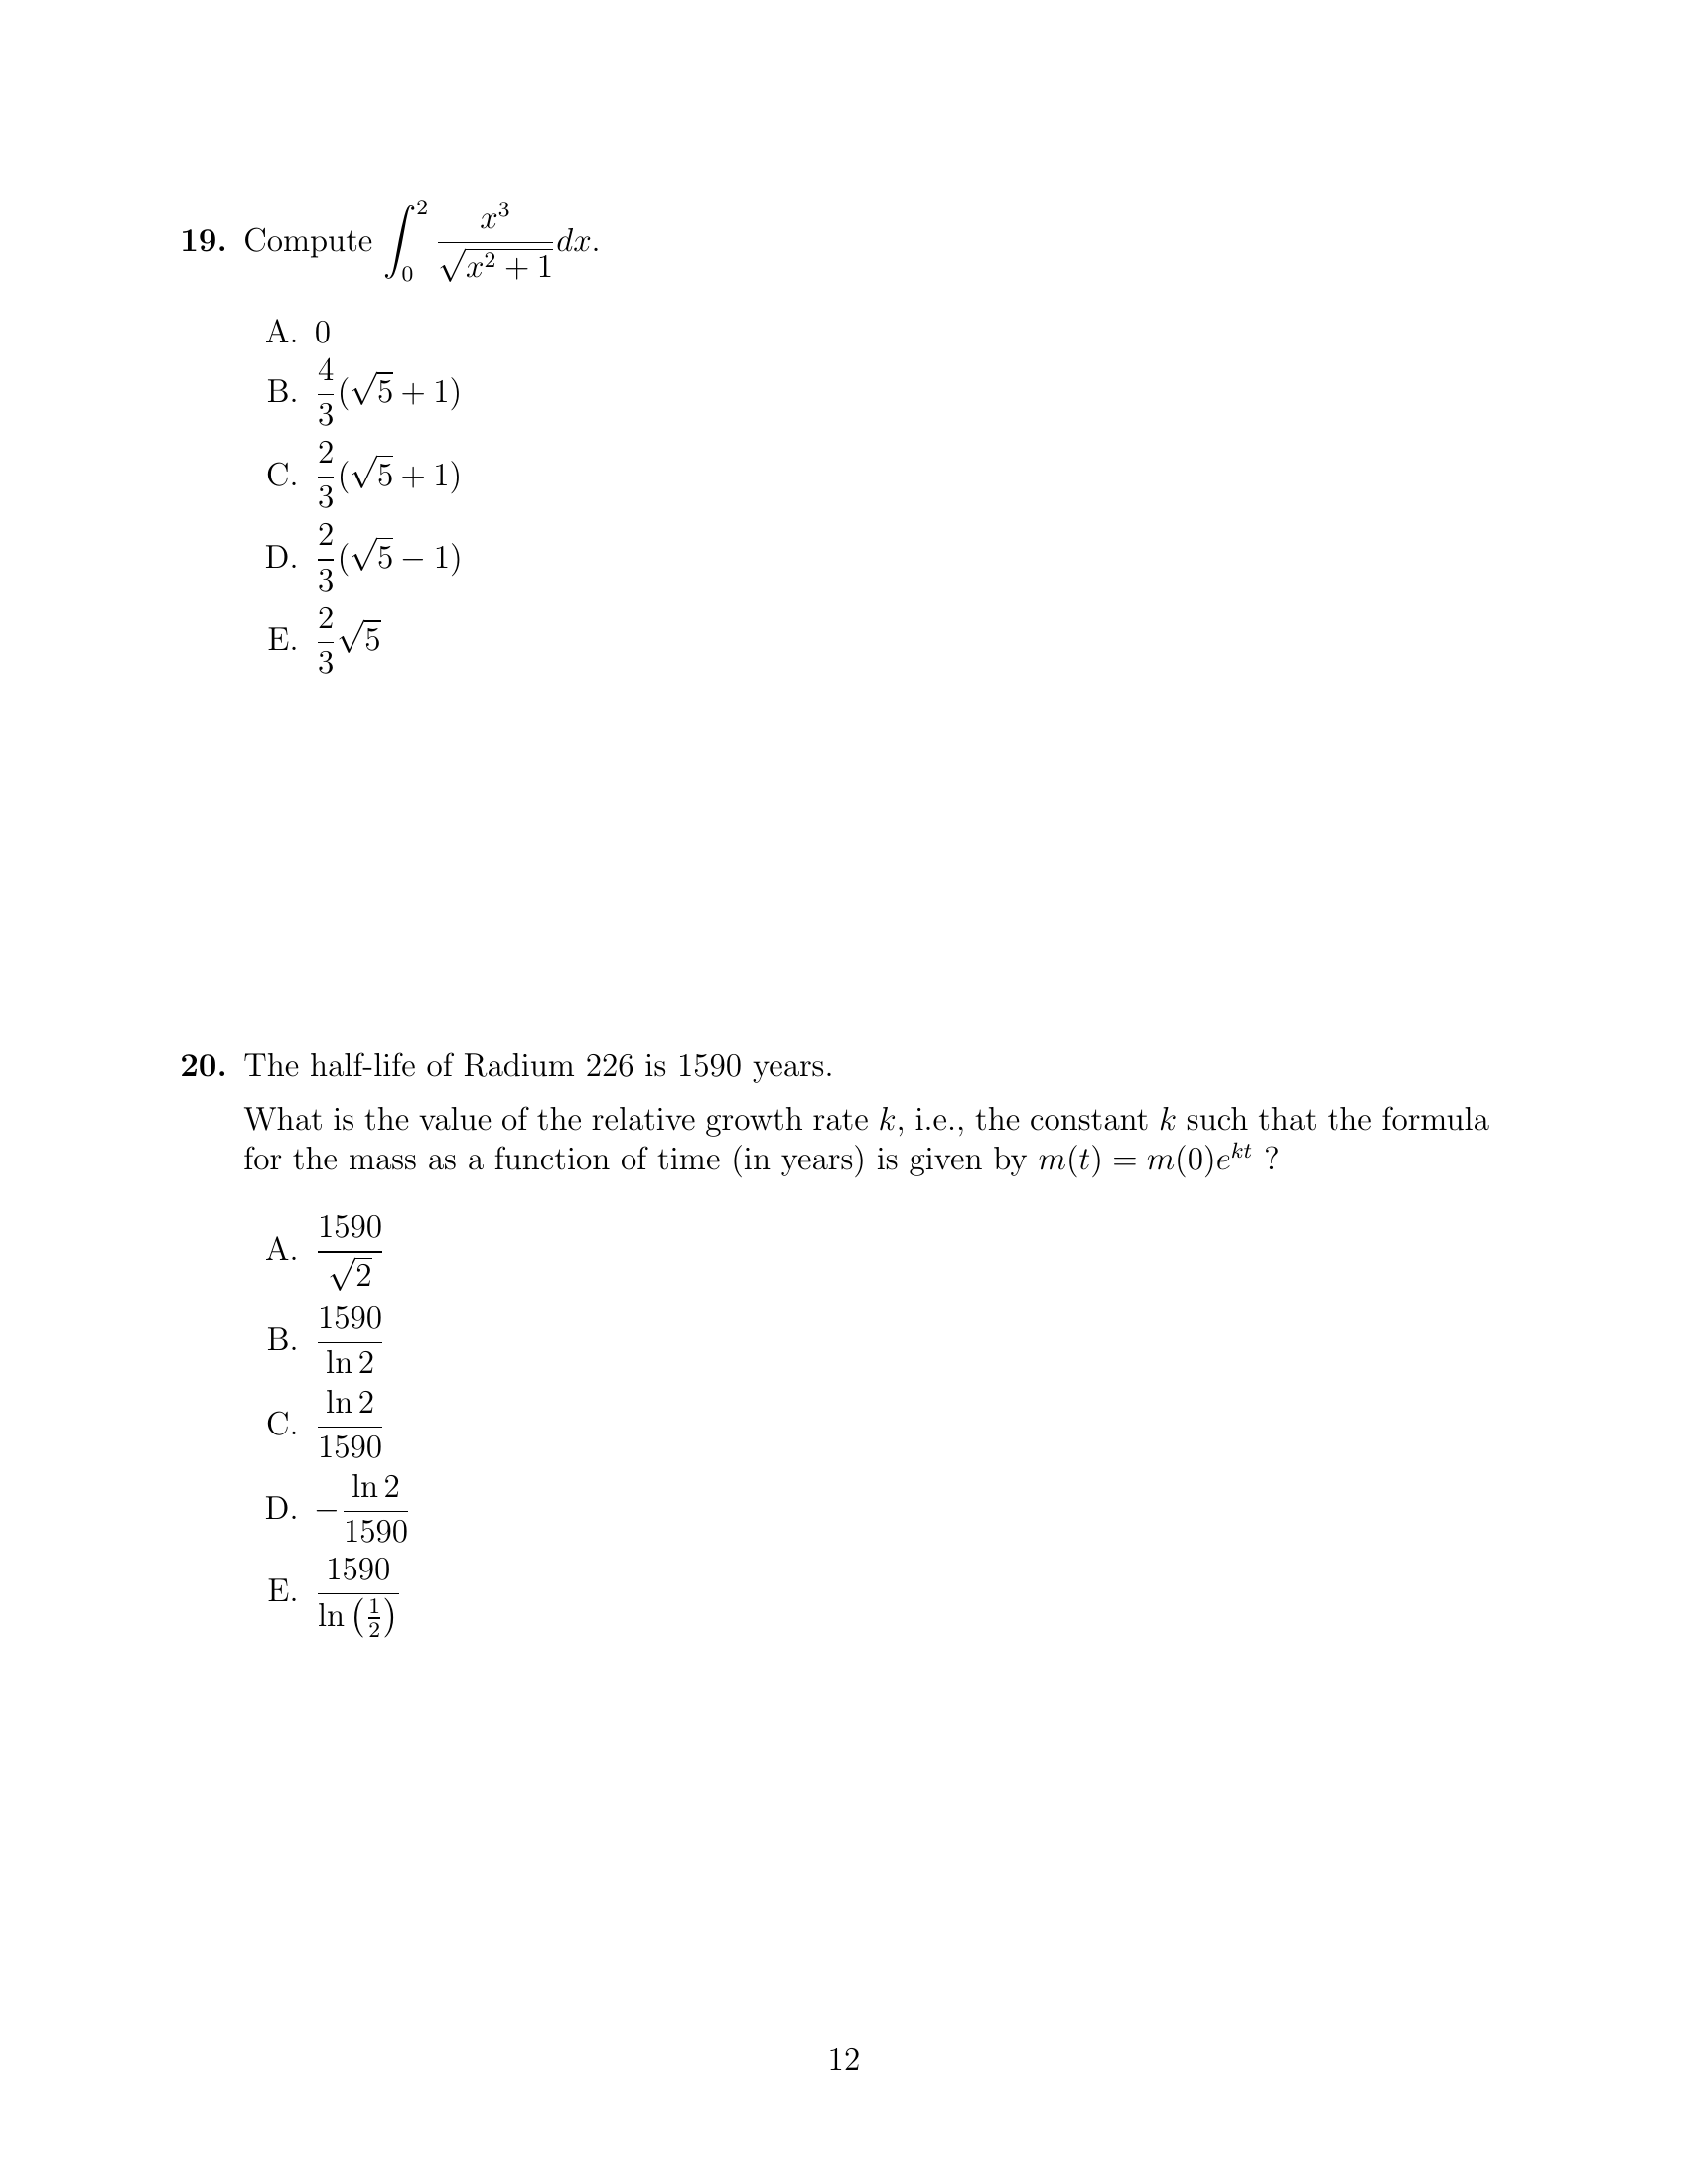 19. Compute $\int_0^2 \frac{x^3}{\sqrt{x^2+1}}dx.$
A. 0
B. $\frac{4}{3}(\sqrt{5}+1)$
C. $\frac{2}{3}(\sqrt{5}+1)$
D. $\frac{2}{3}(\sqrt{5}-1)$
E. $\frac{2}{3}\sqrt{5}$
20. The half-life of Radium 226 is 1590 years.
What is the value of the relative growth rate $k$, i.e., the constant $k$ such that the formula
for the mass as a function of time (in years) is given by $m(t) = m(0)e^{kt}$ ?
A. $\frac{1590}{\sqrt{2}}$
B. $\frac{1590}{\ln 2}$
C. $\frac{\ln 2}{1590}$
D. $-\frac{\ln 2}{1590}$
E. $\frac{1590}{\ln\left(\frac{1}{2}\right)}$
12